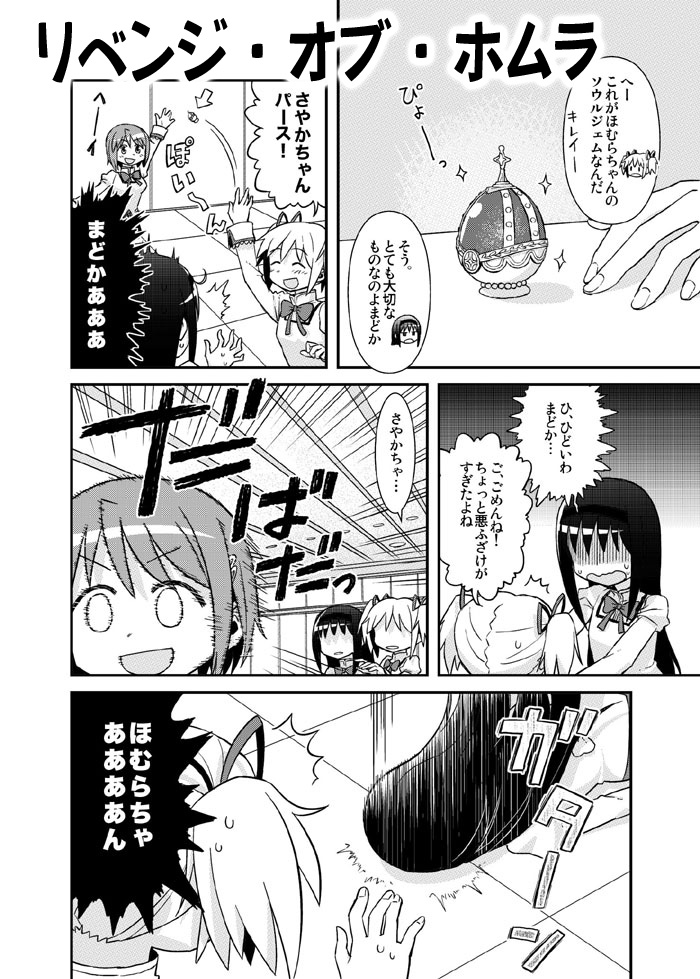 リベンジ・オブ・ホムラ
へー
これがほむらちゃんの
ソウルジェムなんだ
キレイー
ぴょー
そう。
とても大切な
ものなのよまどか
さやかちゃん
パース！
ぽい〜ん
へーい
まどかあああ
ひ、ひどいわ
まどか…
ご、ごめんね！
ちょっと悪ふざけが
すぎたよね
さやかちゃ…
だばだっ
ガターー
ほむらちゃ
あああああん